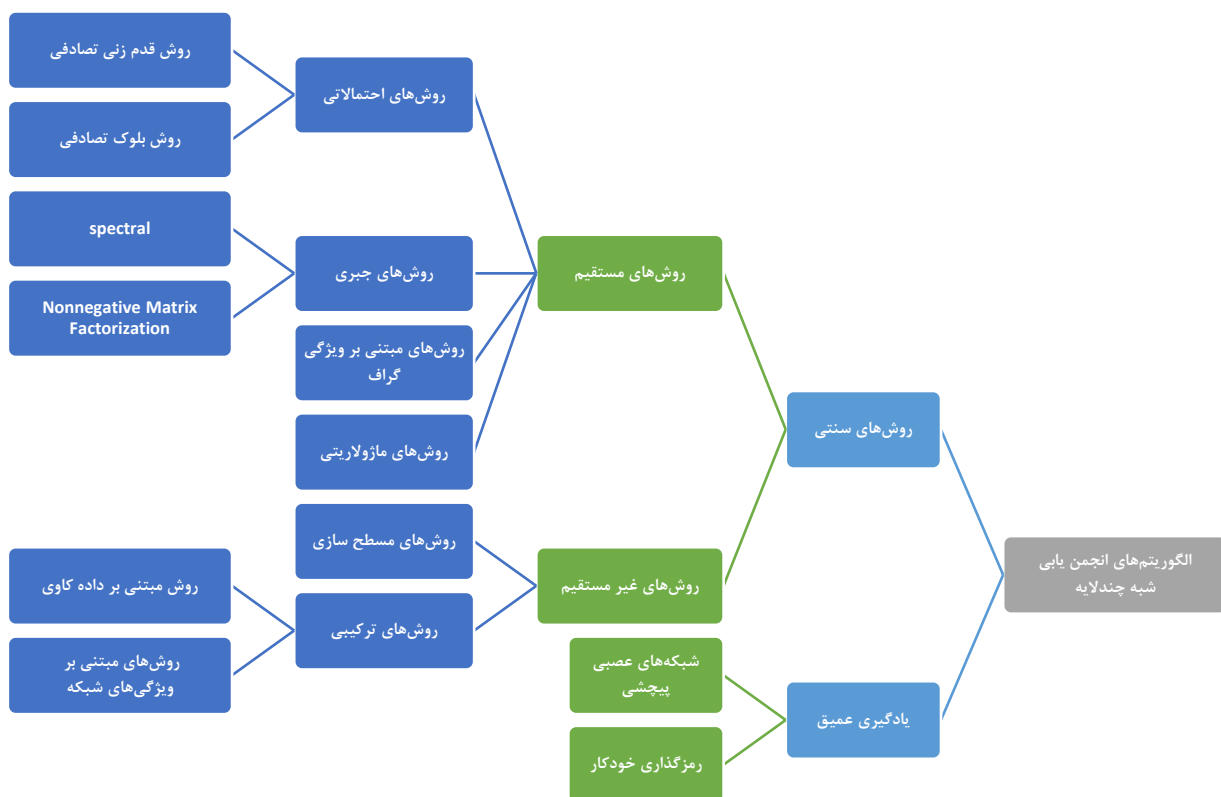 الگوریتم‌های انجمن یابی
شبه چندلایه
روش‌های سنتی
روش‌های مستقیم
روش‌های احتمالاتی
روش قدم زنی تصادفی
روش بلوک تصادفی
روش‌های جبری
spectral
Nonnegative Matrix
Factorization
روش‌های مبتنی بر ویژگی
گراف
روش‌های ماژولاریتی
روش‌های غیر مستقیم
روش‌های مسطح سازی
روش‌های ترکیبی
روش مبتنی بر داده کاوی
روش‌های مبتنی بر
ویژگی‌های شبکه
یادگیری عمیق
شبکه‌های عصبی
پیچشی
رمزگذاری خودکار